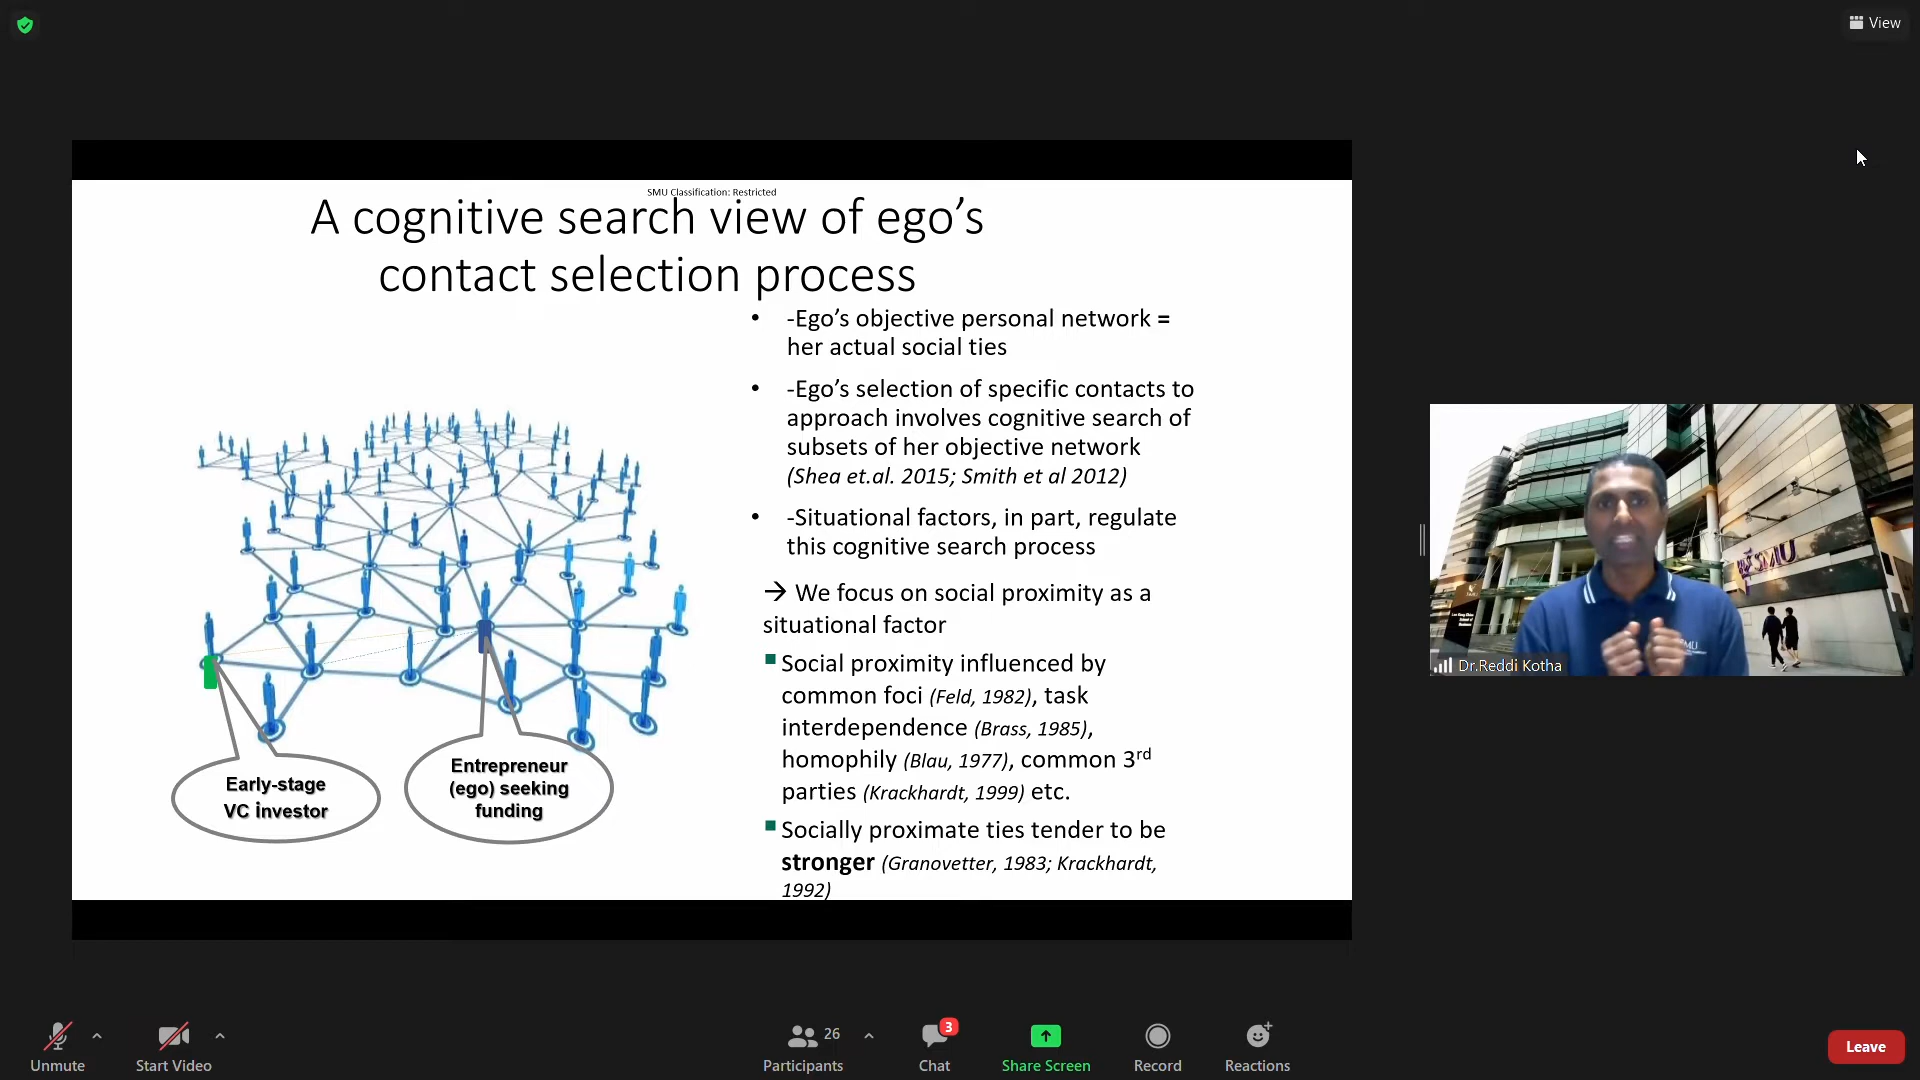 View
SMU Classification: Restricted
A cognitive search view of ego's
contact selection process
• -Ego's objective personal network =
her actual social ties
• -Ego's selection of specific contacts to
approach involves cognitive search of
subsets of her objective network
(Shea et.al. 2015; Smith et al 2012)
• -Situational factors, in part, regulate
this cognitive search process
→ We focus on social proximity as a
situational factor
▪ Social proximity influenced by
common foci (Feld, 1982), task
interdependence (Brass, 1985),
homophily (Blau, 1977), common 3rd
parties (Krackhardt, 1999) etc.
▪ Socially proximate ties tender to be
stronger (Granovetter, 1983; Krackhardt,
1992)
Early-stage
VC investor
Entrepreneur
(ego) seeking
funding
SMU
SMU
Dr.Reddi Kotha
Unmute
Start Video
26
Participants
3
Chat
Share Screen
Record
Reactions
Leave